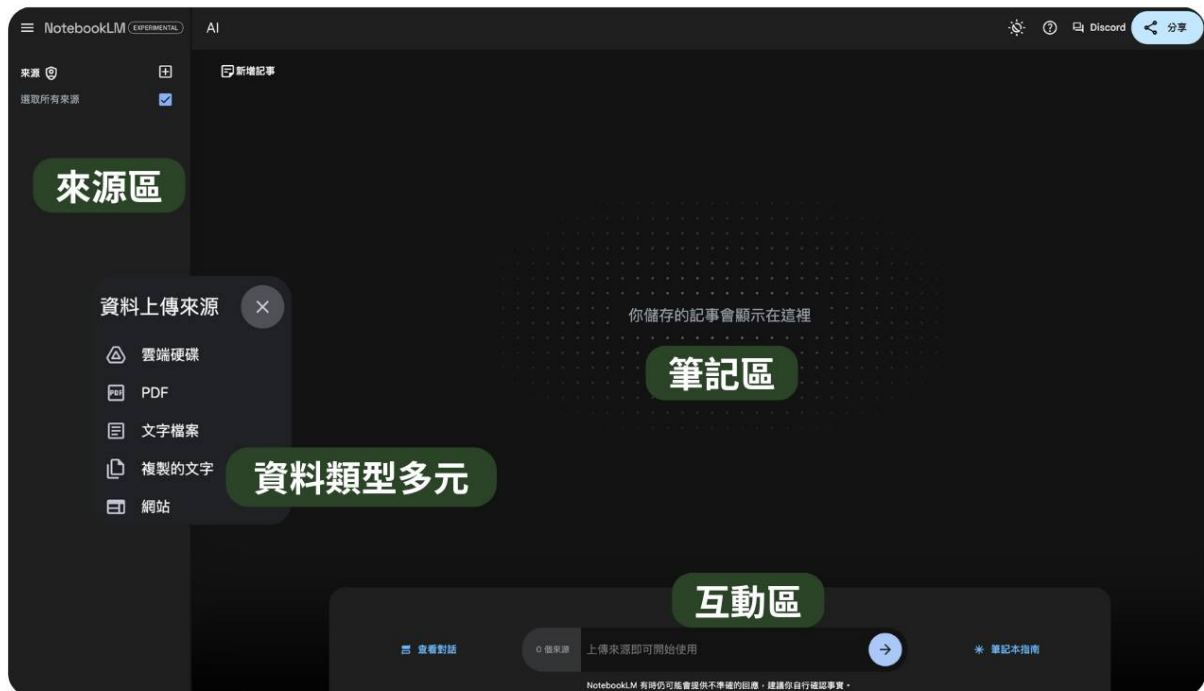 NotebookLM EXPERIMENTAL
AI
Discord
分享
來源
選取所有來源
新增記事
來源區
資料上傳來源
雲端硬碟
PDF
PDF
文字檔案
複製的文字
網站
資料類型多元
你儲存的記事會顯示在這裡
筆記區
互動區
查看對話
0 個來源
上傳來源即可開始使用
筆記本指南
NotebookLM 有時仍可能會提供不準確的回應,建議你自行確認事實。